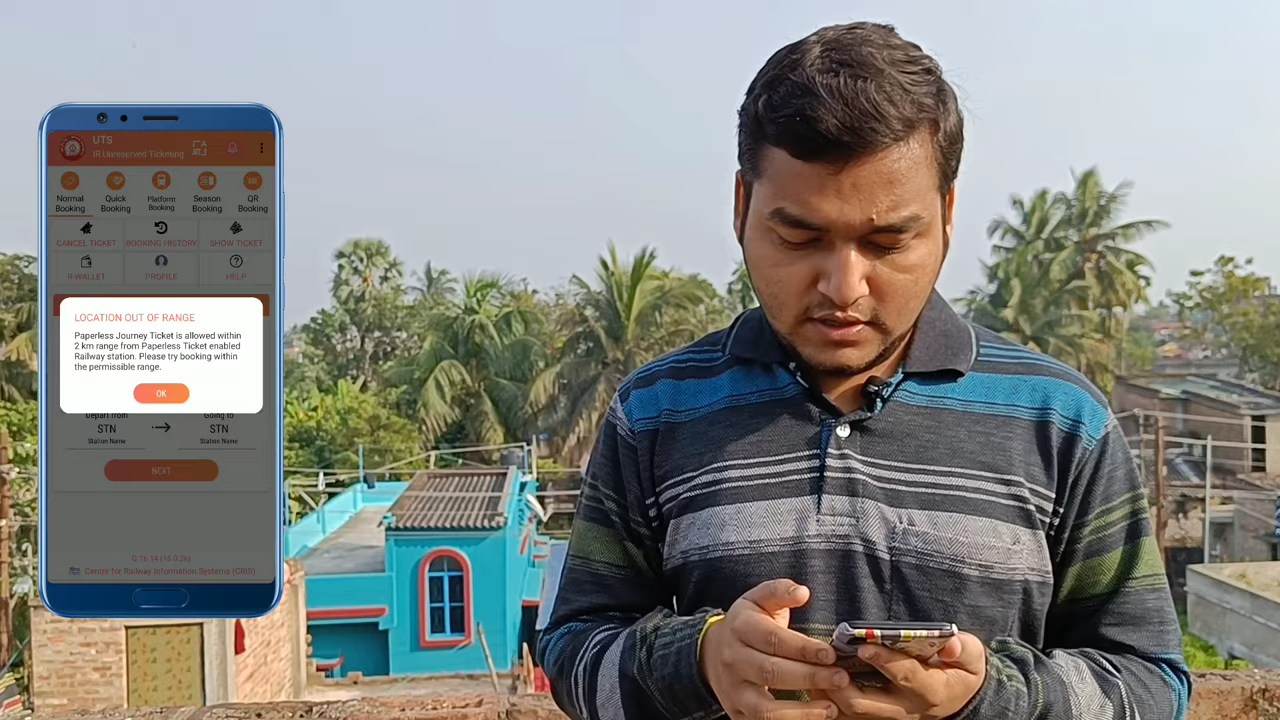 UTS
IR Unreserved Ticketing
Normal Booking
Quick Booking
Platform Booking
Season Booking
QR Booking
CANCEL TICKET
BOOKING HISTORY
SHOW TICKET
R-WALLET
PROFILE
HELP
LOCATION OUT OF RANGE
Paperless Journey Ticket is allowed within
2 km range from Paperless Ticket enabled
Railway station. Please try booking within
the permissible range.
OK
Depart from
Going to
STN
STN
Station Name
Station Name
NEXT
Centre for Railway Information Systems (CRIS)